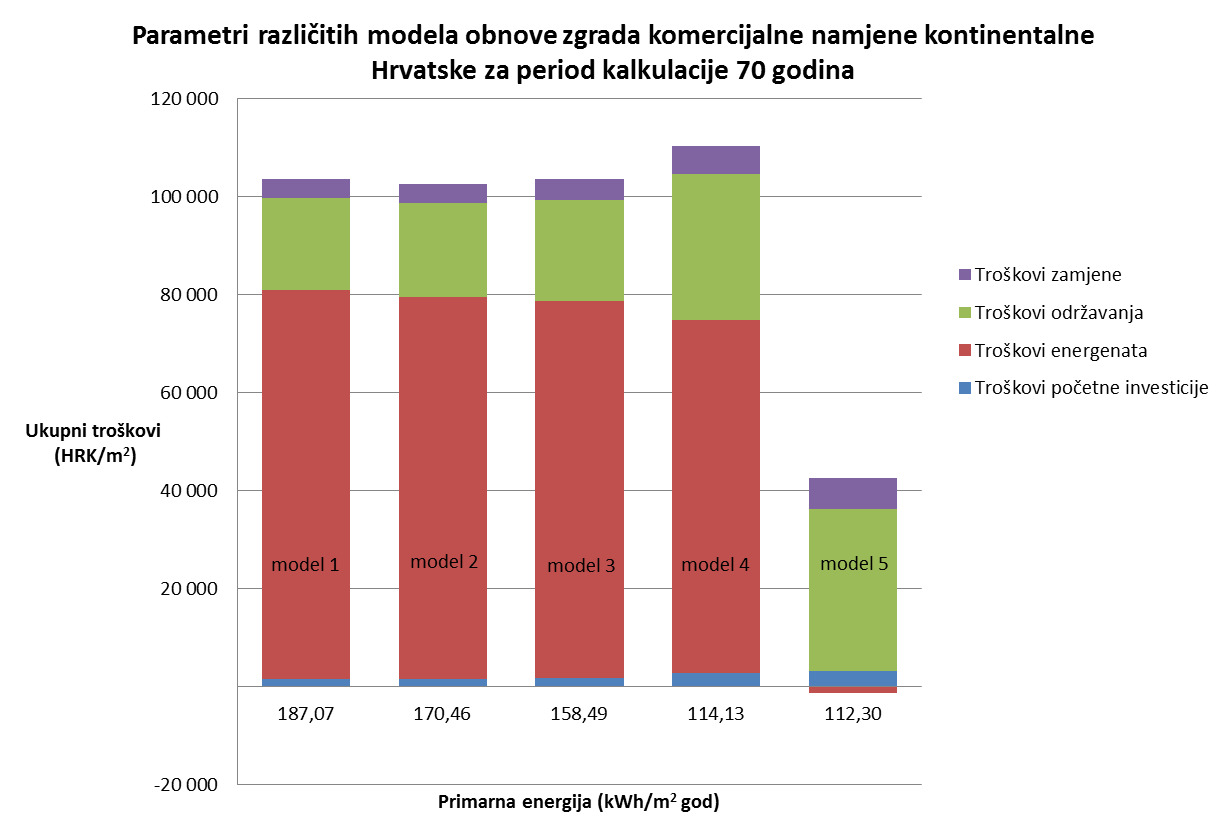 Parametri različitih modela obnove zgrada komercijalne namjene kontinentalne
Hrvatske za period kalkulacije 70 godina
120 000
100 000
80 000
60 000
40 000
20 000
-20 000
Ukupni troškovi
(HRK/m²)
model 1
model 2
model 3
model 4
model 5
187,07
170,46
158,49
114,13
112,30
Primarna energija (kWh/m² god)
Troškovi zamjene
Troškovi održavanja
Troškovi energenata
Troškovi početne investicije